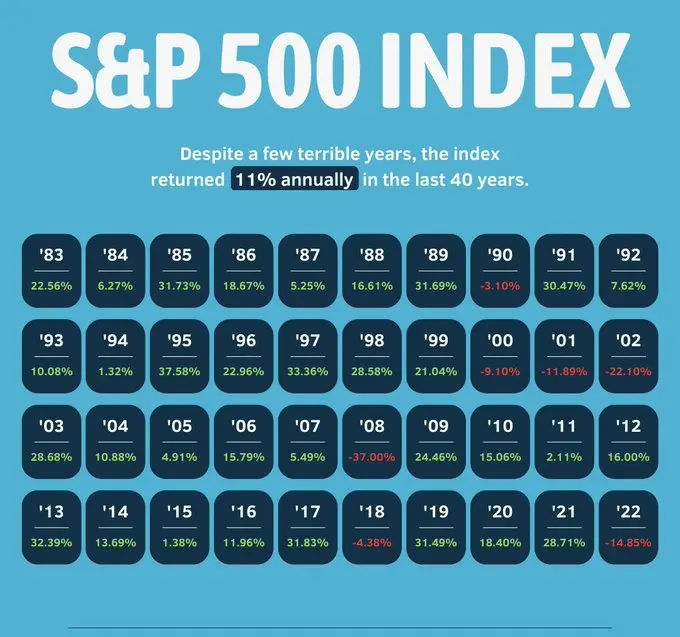 S&P 500 INDEX
Despite a few terrible years, the index
returned 11% annually in the last 40 years.
'83 '84 '85 '86 '87 '88 '89 '90 '91 '92
22.56% 6.27% 31.73% 18.67% 5.25% 16.61% 31.69% -3.10% 30.47% 7.62%
'93 '94 '95 '96 '97 '98 '99 '00 '01 '02
10.08% 1.32% 37.58% 22.96% 33.36% 28.58% 21.04% -9.10% -11.89% -22.10%
'03 '04 '05 '06 '07 '08 '09 '10 '11 '12
28.68% 10.88% 4.91% 15.79% 5.49% -37.00% 24.46% 15.06% 2.11% 16.00%
'13 '14 '15 '16 '17 '18 '19 '20 '21 '22
32.39% 13.69% 1.38% 11.96% 31.83% -4.38% 31.49% 18.40% 28.71% -14.85%